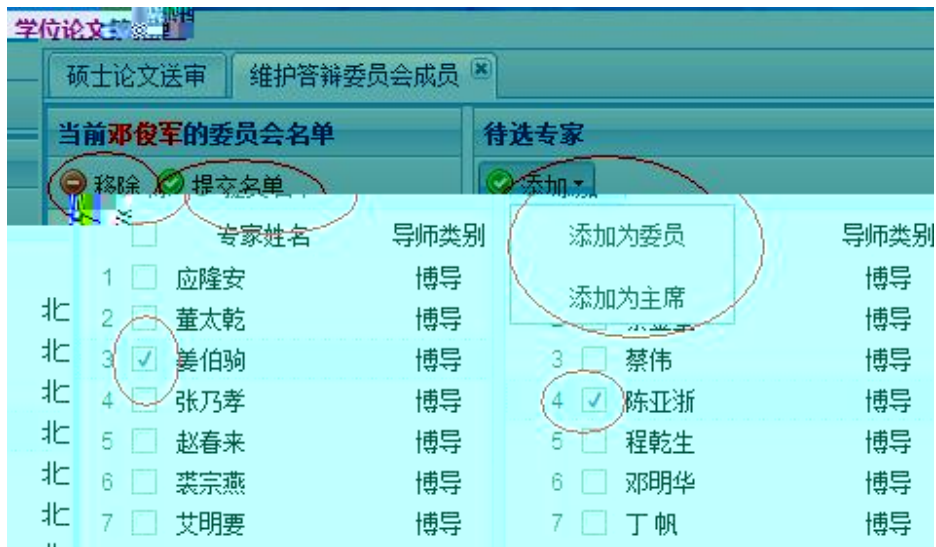 学位论文
硕士论文送审 维护答辩委员会成员
当前邓俊军的委员会名单 待选专家
移除 提交名单 添加
专家姓名 导师类别 添加为委员 导师类别
1 应隆安 博导 博导
添加为主席
北 2 董太乾 博导 博导
北 3 姜伯驹 博导 3 蔡伟 博导
北 4 张乃孝 博导 4 陈亚浙 博导
北 5 赵春来 博导 5 程乾生 博导
北 6 裘宗燕 博导 6 邓明华 博导
北 7 艾明要 博导 7 丁帆 博导